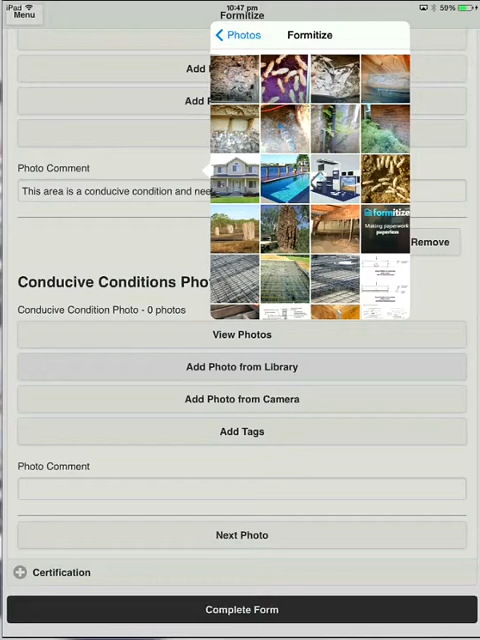 iPad
10:47 pm
59%
Menu
Formitize
Photos
Formitize
Add
Add
Photo Comment
This area is a conducive condition and nee
formitize
Making paperwork
paperless
Remove
Conducive Conditions Pho
Conducive Condition Photo - 0 photos
View Photos
Add Photo from Library
Add Photo from Camera
Add Tags
Photo Comment
Next Photo
Certification
Complete Form